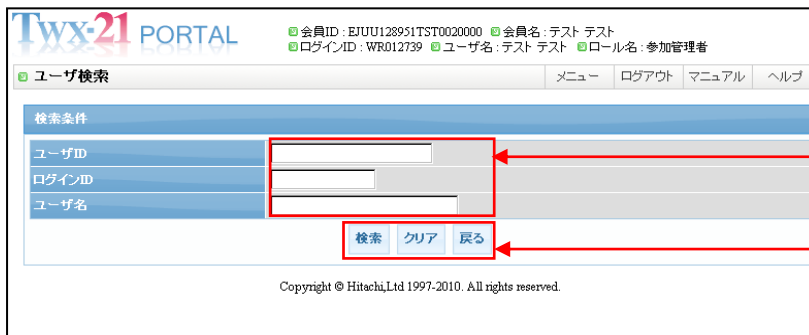 Twx-21 PORTAL
会員ID : EJUU128951TST0020000 会員名 : テスト テスト
ログインID : WR012739 ユーザ名 : テスト テスト ロール名 : 参加管理者
ユーザ検索 メニュー ログアウト マニュアル ヘルプ
検索条件
ユーザID
ログインID
ユーザ名
検索 クリア 戻る
Copyright © Hitachi,Ltd 1997-2010. All rights reserved.